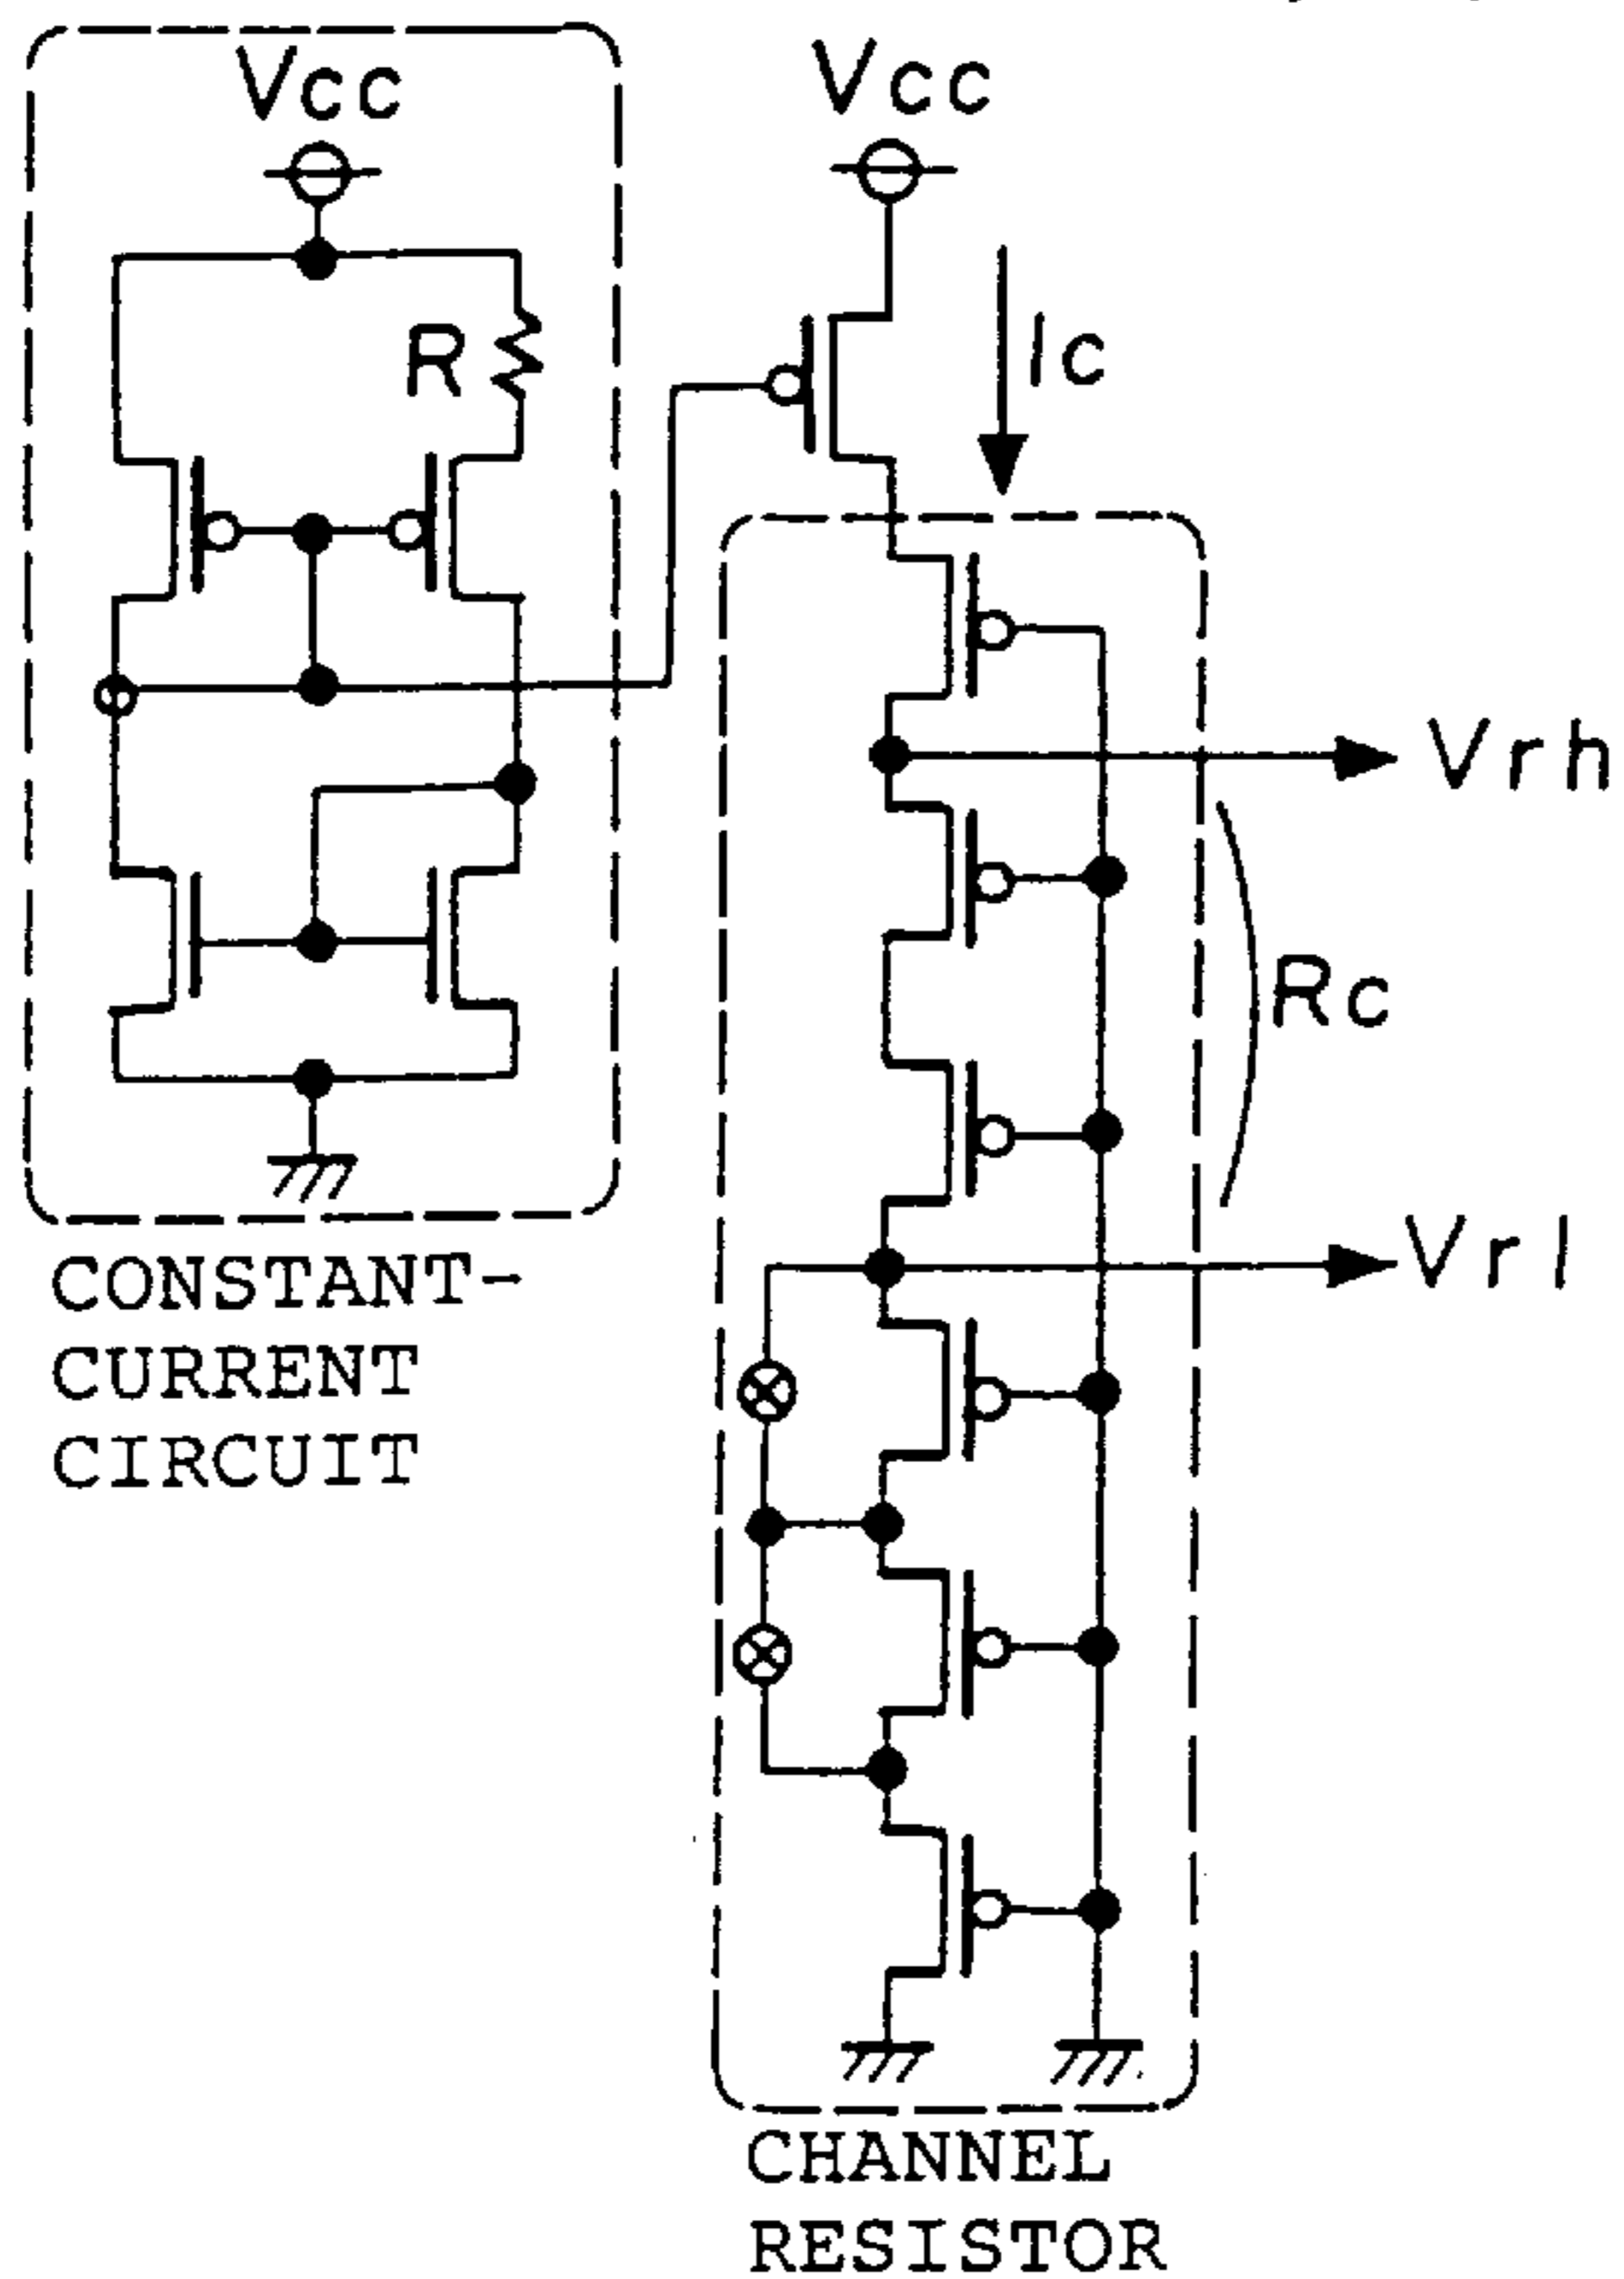 Vcc
Vcc
R
Ic
Vrh
Rc
Vrl
CONSTANT-
CURRENT
CIRCUIT
CHANNEL
RESISTOR